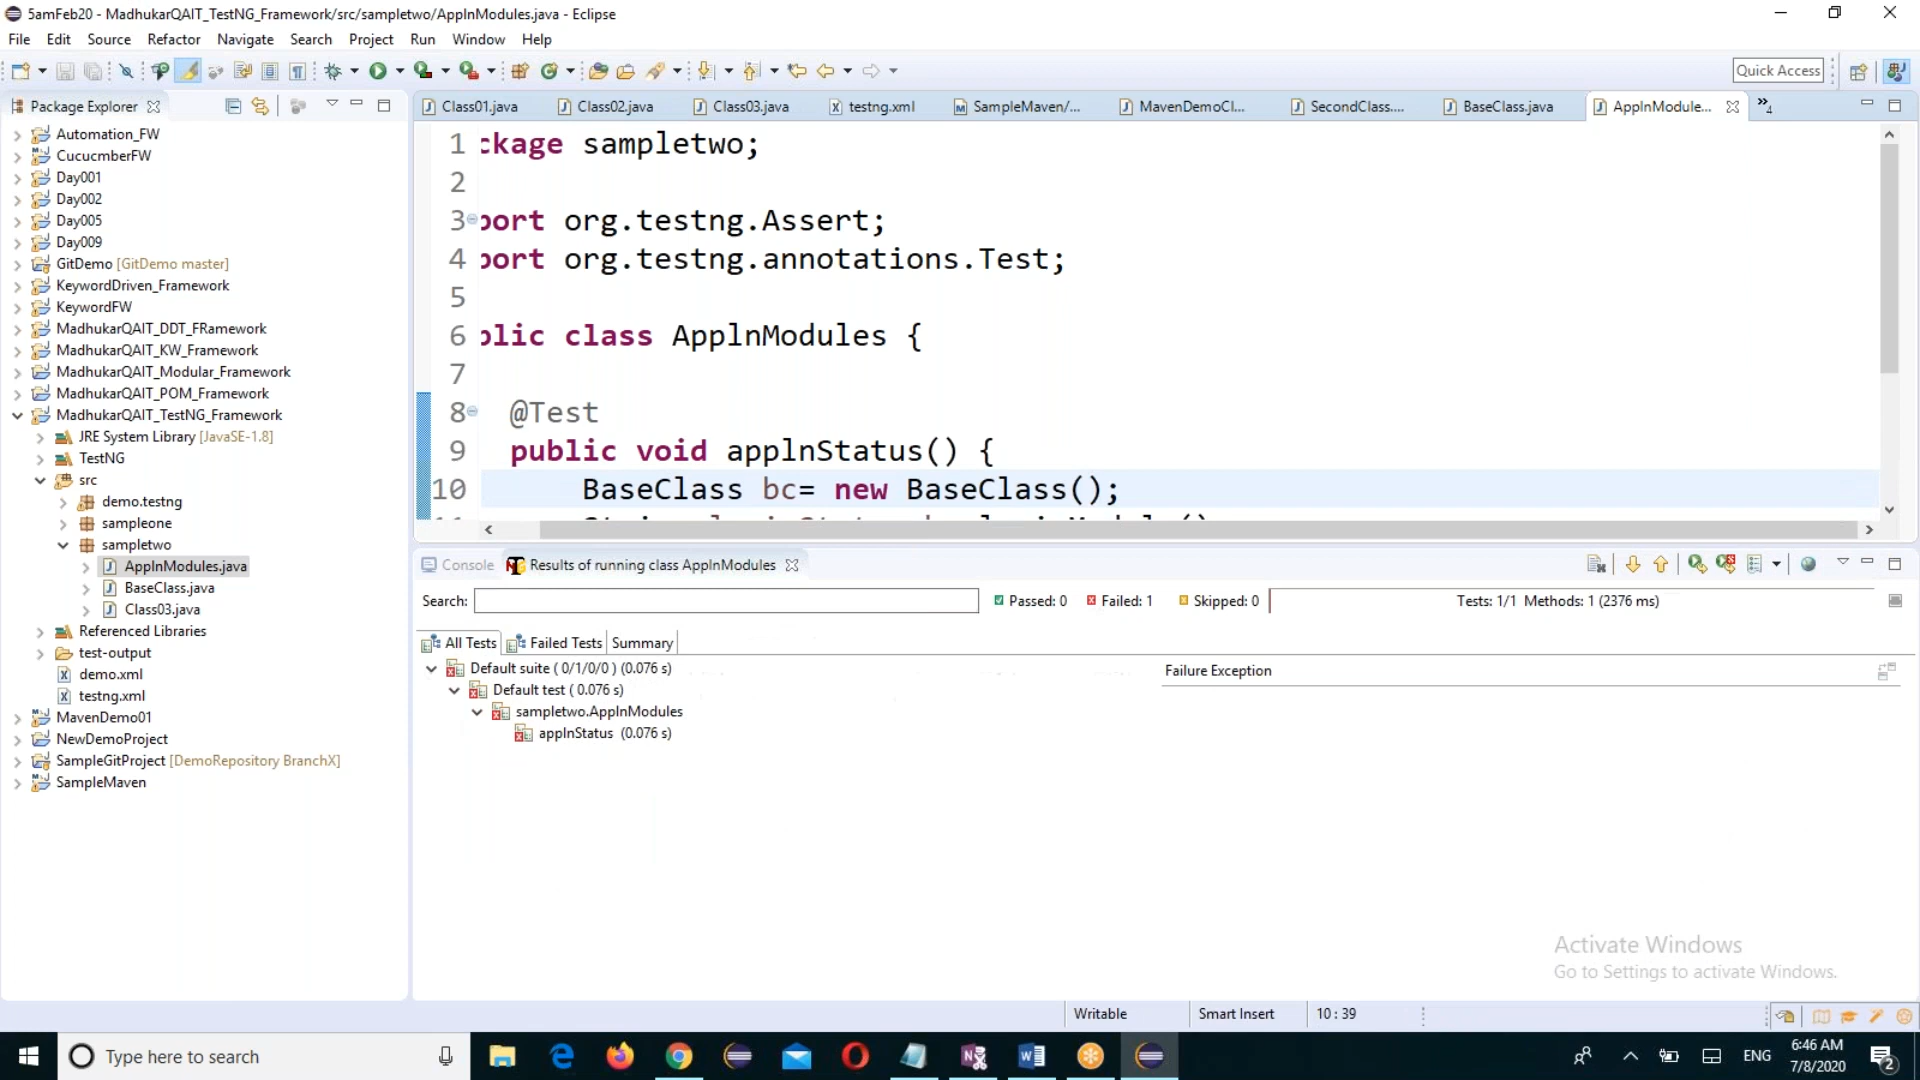 5amFeb20 - MadhukarQAIT_TestNG_Framework/src/sampletwo/ApplnModules.java - Eclipse
File Edit Source Refactor Navigate Search Project Run Window Help
Quick Access
Package Explorer
Class01.java Class02.java Class03.java testng.xml SampleMaven/... MavenDemoCl... SecondClass.... BaseClass.java ApplnModule... »4
Automation_FW
CucucmberFW
Day001
Day002
Day005
Day009
GitDemo [GitDemo master]
KeywordDriven_Framework
KeywordFW
MadhukarQAIT_DDT_FRamework
MadhukarQAIT_KW_Framework
MadhukarQAIT_Modular_Framework
MadhukarQAIT_POM_Framework
MadhukarQAIT_TestNG_Framework
JRE System Library [JavaSE-1.8]
TestNG
src
demo.testng
sampleone
sampletwo
ApplnModules.java
BaseClass.java
Class03.java
Referenced Libraries
test-output
demo.xml
testng.xml
MavenDemo01
NewDemoProject
SampleGitProject [DemoRepository BranchX]
SampleMaven
1 ckage sampletwo;
2
3 port org.testng.Assert;
4 port org.testng.annotations.Test;
5
6 blic class ApplnModules {
7
8 @Test
9 public void applnStatus() {
10 BaseClass bc= new BaseClass();
Console Results of running class ApplnModules
Search: Passed: 0 Failed: 1 Skipped: 0 Tests: 1/1 Methods: 1 (2376 ms)
All Tests Failed Tests Summary
Default suite ( 0/1/0/0 ) (0.076 s)
Default test ( 0.076 s)
sampletwo.ApplnModules
applnStatus (0.076 s)
Failure Exception
Activate Windows
Go to Settings to activate Windows.
Writable Smart Insert 10 : 39
Type here to search
ENG
6:46 AM
7/8/2020
2